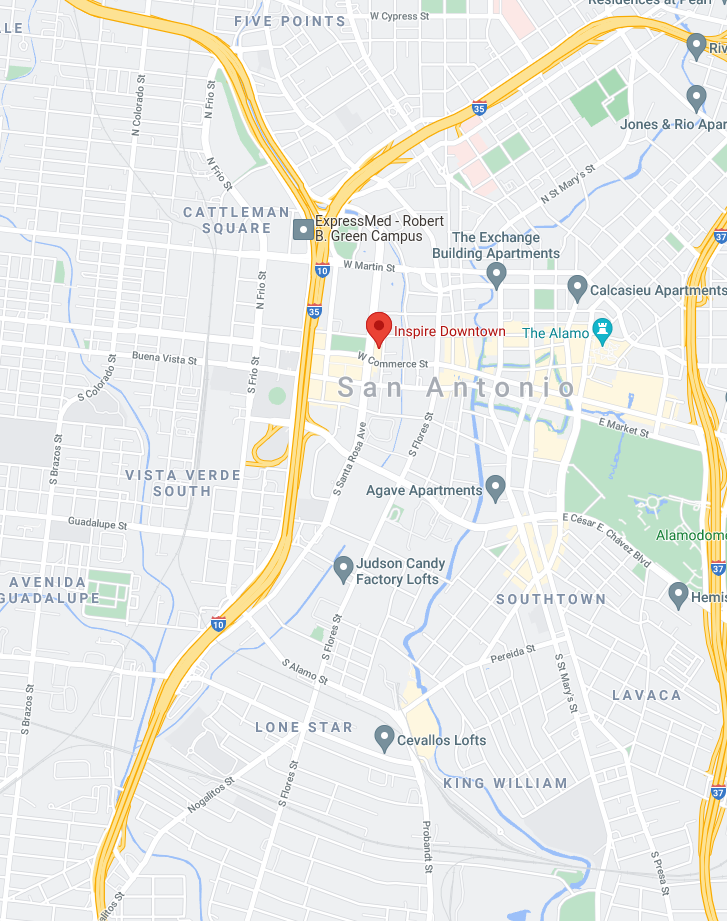 Residences at Pearl
W Cypress St
FIVE POINTS
LLE
Riv
N Colorado St
N Frio St
35
Jones & Rio Apar
N Frio St
N St Mary's St
CATTLEMAN
SQUARE
ExpressMed - Robert
B. Green Campus
37
The Exchange
Building Apartments
W Martin St
10
N Frio St
Calcasieu Apartments
35
Inspire Downtown
The Alamo
Buena Vista St
W Commerce St
S Colorado St
S Frio St
San Antonio
E Market St
S Flores St
S Santa Rosa Ave
S Brazos St
VISTA VERDE
SOUTH
Agave Apartments
Guadalupe St
E César E. Chávez Blvd
Alamodome
Judson Candy
Factory Lofts
37
AVENIDA
GUADALUPE
SOUTHTOWN
Hemis
10
S Flores St
Pereida St
S Alamo St
S St Mary's St
S Brazos St
LAVACA
LONE STAR
Cevallos Lofts
KING WILLIAM
Nogalitos St
S Flores St
37
Probandt St
S Presa St
alitos St